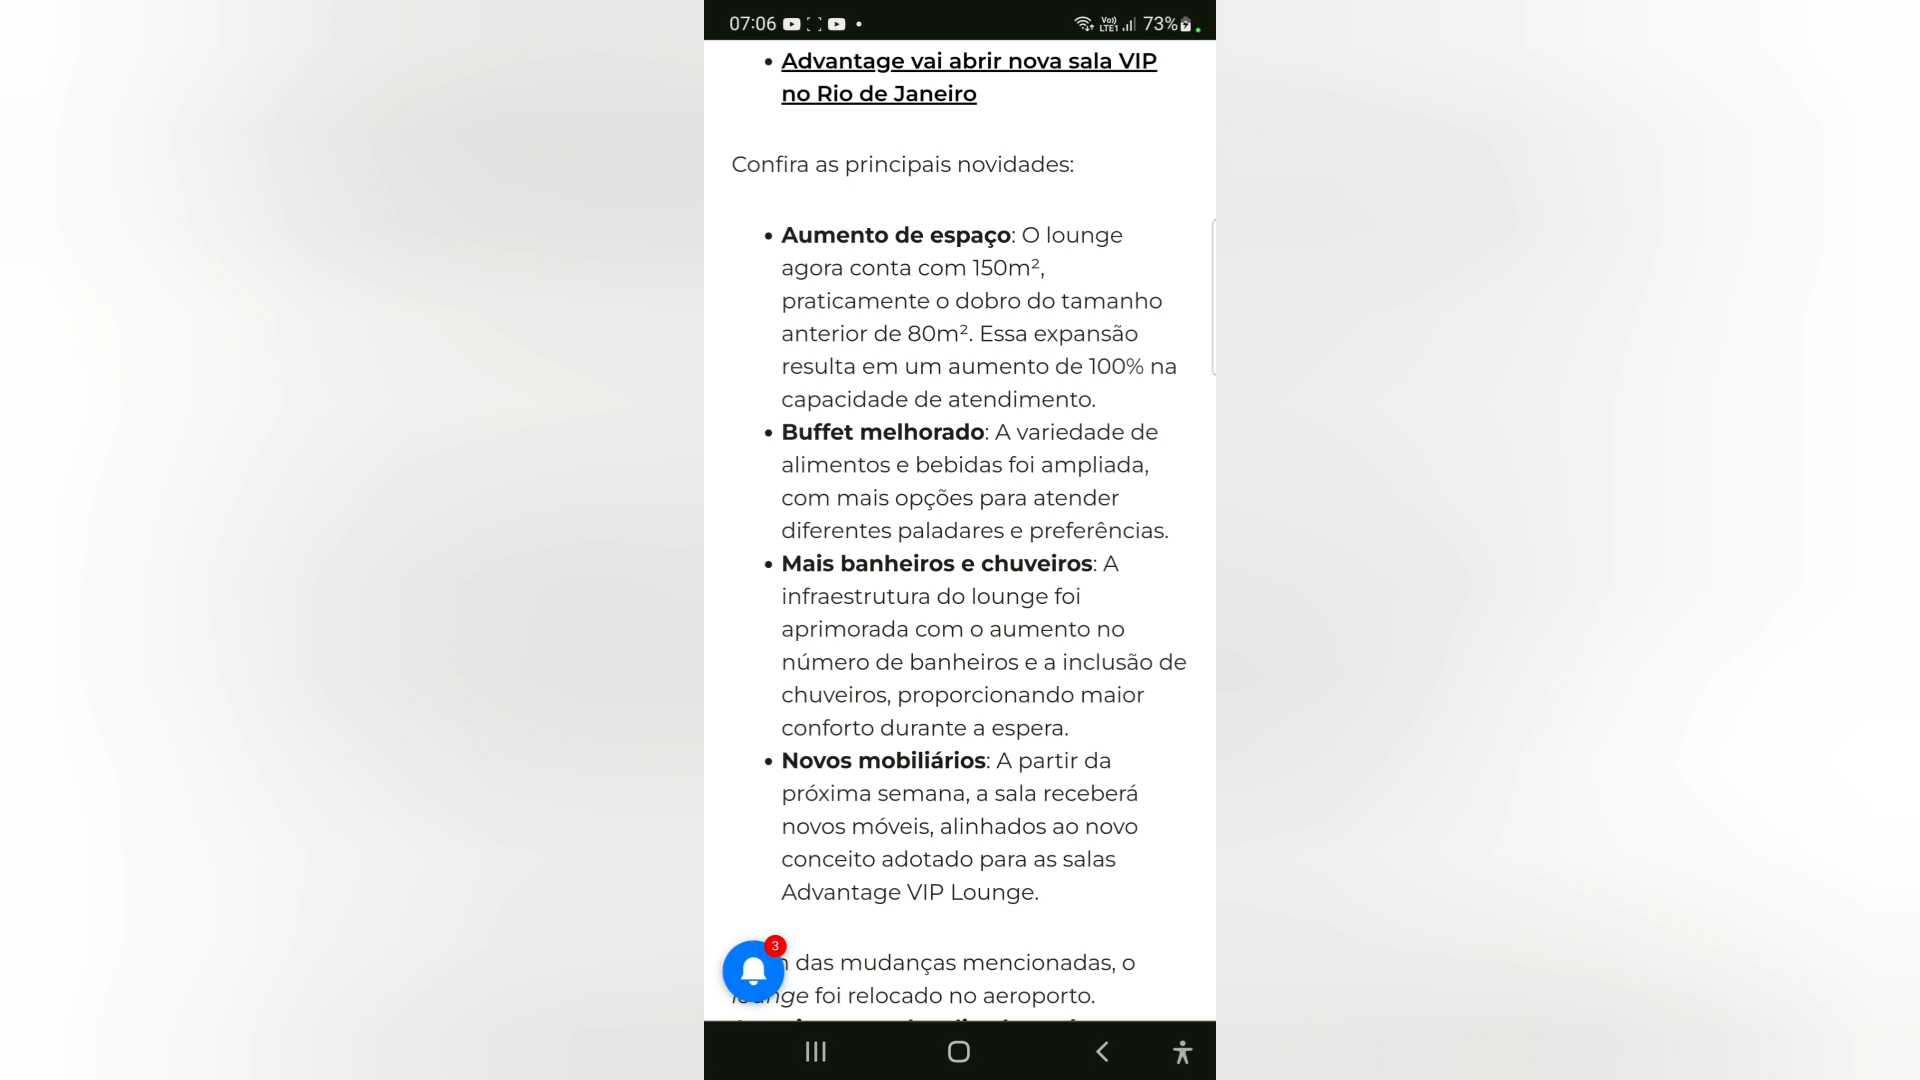 07:06
Vo))
LTE1
73%
Advantage vai abrir nova sala VIP
no Rio de Janeiro
Confira as principais novidades:
Aumento de espaço: O lounge
agora conta com 150m²,
praticamente o dobro do tamanho
anterior de 80m². Essa expansão
resulta em um aumento de 100% na
capacidade de atendimento.
Buffet melhorado: A variedade de
alimentos e bebidas foi ampliada,
com mais opções para atender
diferentes paladares e preferências.
Mais banheiros e chuveiros: A
infraestrutura do lounge foi
aprimorada com o aumento no
número de banheiros e a inclusão de
chuveiros, proporcionando maior
conforto durante a espera.
Novos mobiliários: A partir da
próxima semana, a sala receberá
novos móveis, alinhados ao novo
conceito adotado para as salas
Advantage VIP Lounge.
3
das mudanças mencionadas, o
lounge foi relocado no aeroporto.